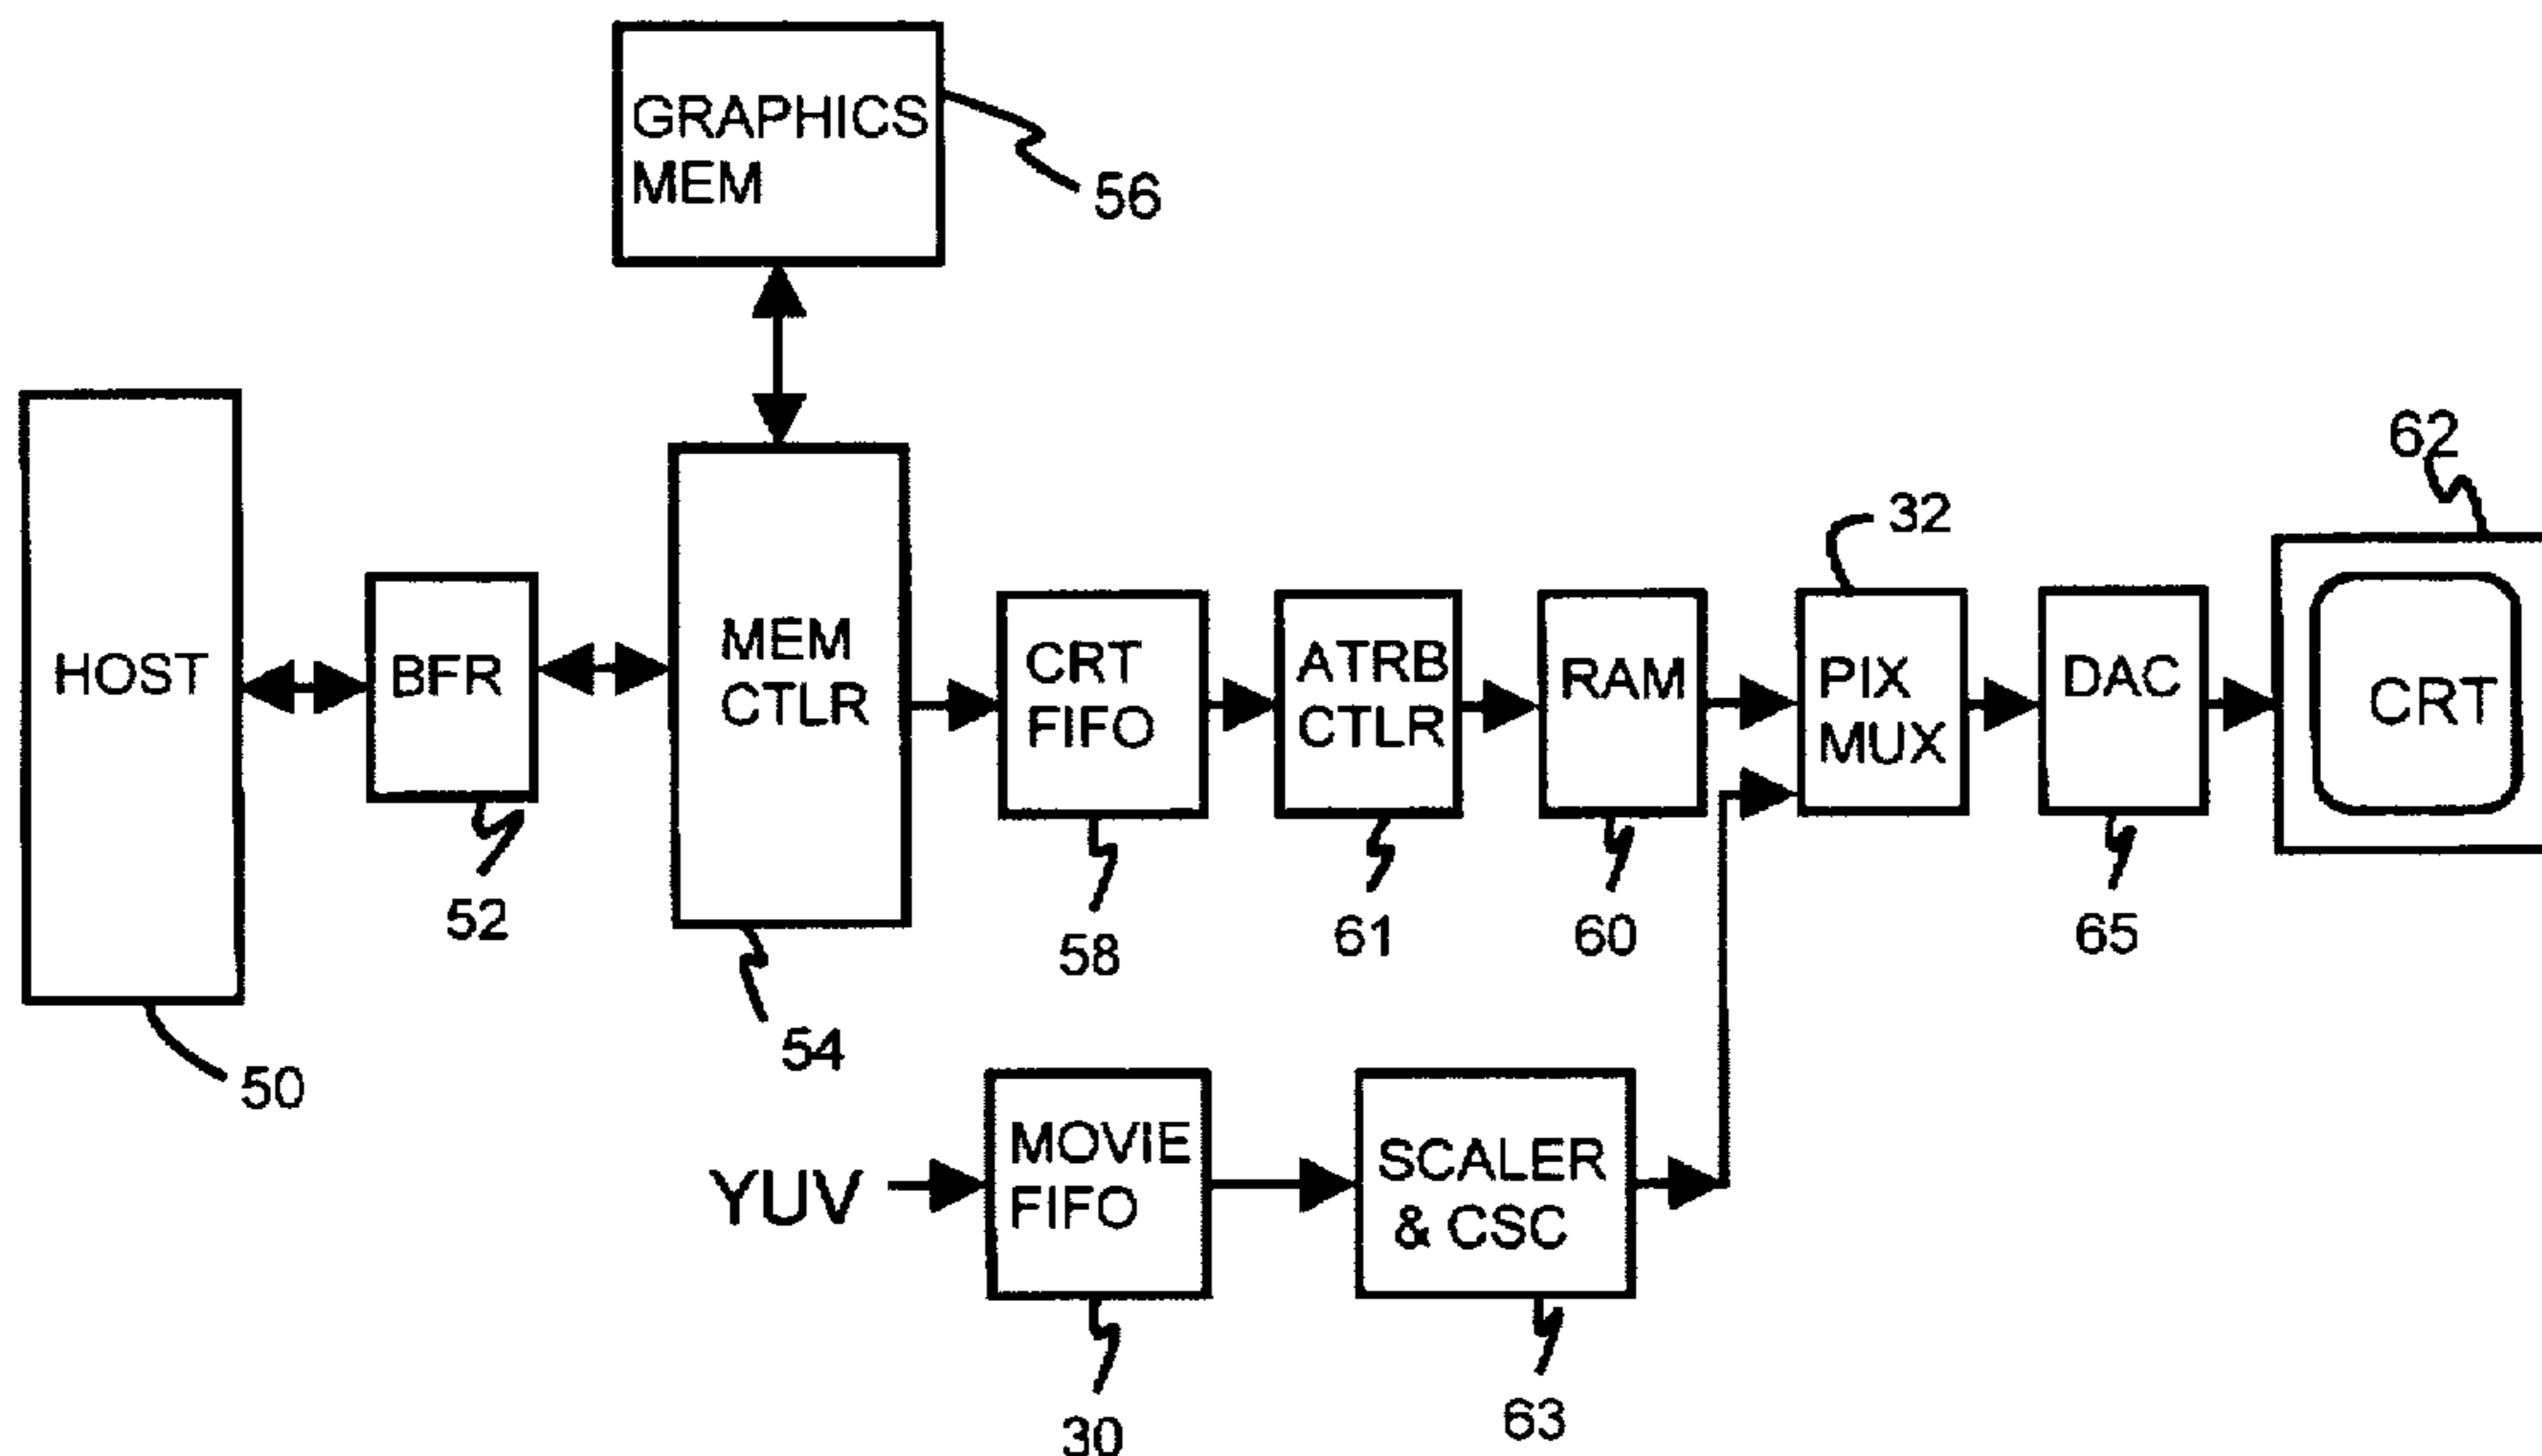 GRAPHICS
MEM
56
HOST
50
BFR
52
MEM
CTLR
54
CRT
FIFO
58
ATRB
CTLR
61
RAM
60
PIX
MUX
32
DAC
65
CRT
62
YUV
MOVIE
FIFO
30
SCALER
& CSC
63